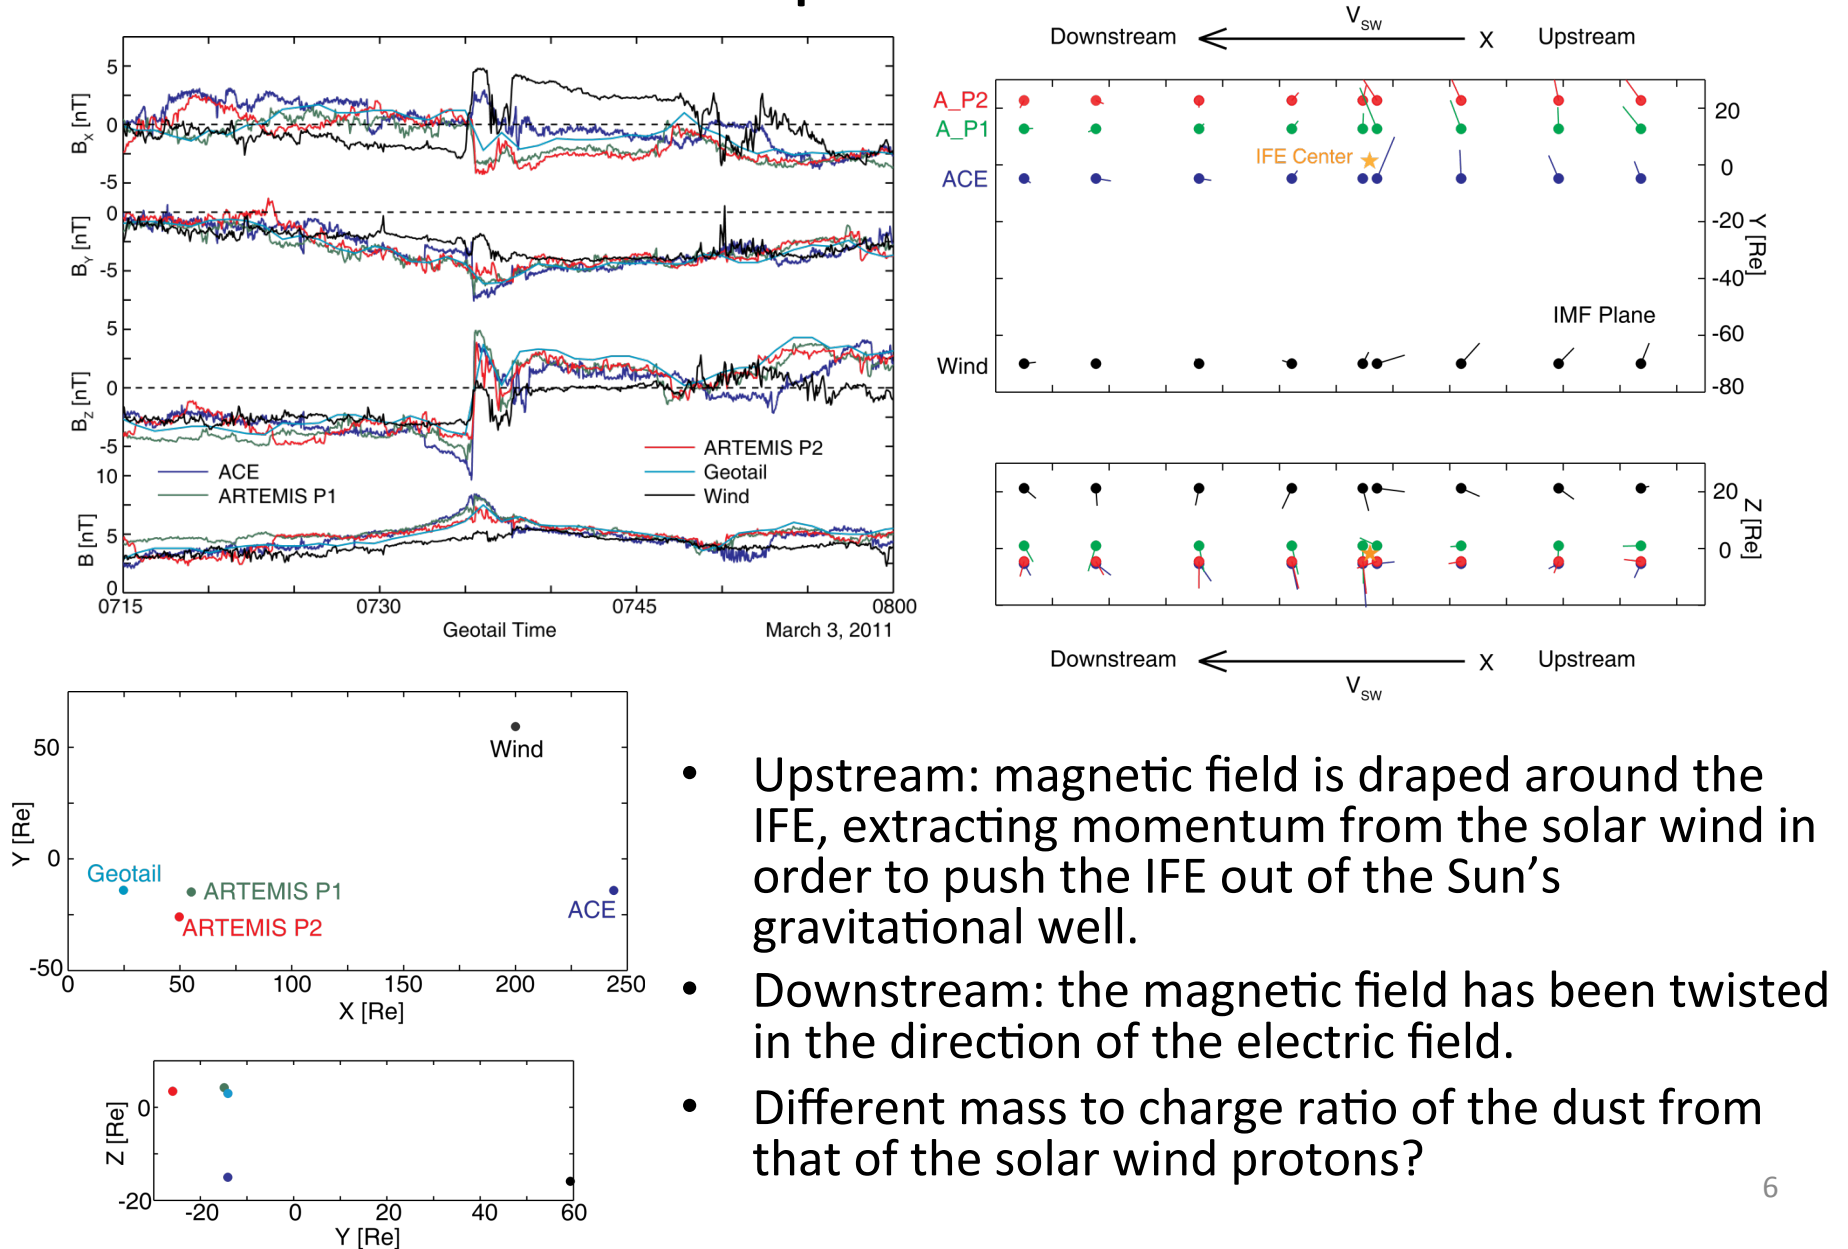 5
0
-5
B_X [nT]
0
-5
B_Y [nT]
5
0
-5
B_Z [nT]
10
5
0
B [nT]
ACE
ARTEMIS P1
ARTEMIS P2
Geotail
Wind
0715
0730
0745
0800
Geotail Time
March 3, 2011
V_SW
Downstream
X
Upstream
A_P2
A_P1
IFE Center
ACE
Wind
IMF Plane
20
0
-20
-40
-60
-80
Y [Re]
20
0
Z [Re]
Downstream
X
Upstream
V_SW
50
0
-50
Y [Re]
Wind
Geotail
ARTEMIS P1
ARTEMIS P2
ACE
0
50
100
150
200
250
X [Re]
0
-20
Z [Re]
-20
0
20
40
60
Y [Re]
• Upstream: magnetic field is draped around the
IFE, extracting momentum from the solar wind in
order to push the IFE out of the Sun’s
gravitational well.
• Downstream: the magnetic field has been twisted
in the direction of the electric field.
• Different mass to charge ratio of the dust from
that of the solar wind protons?
6